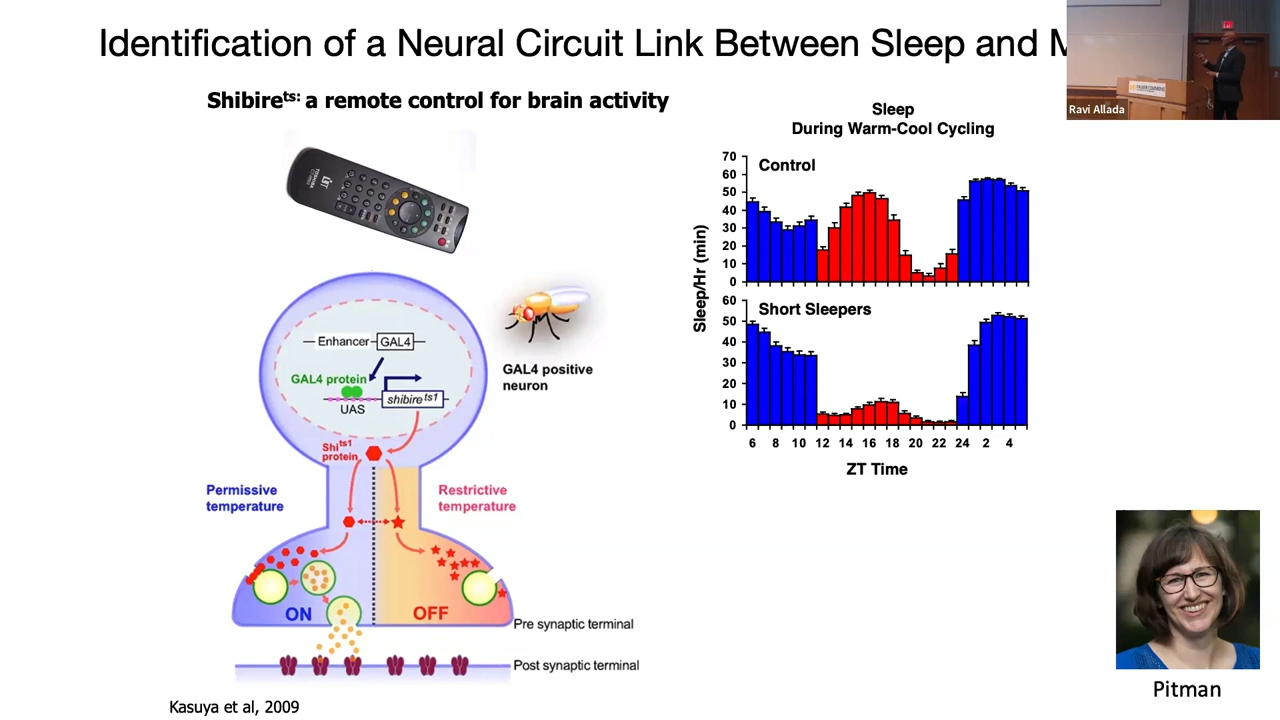 Identification of a Neural Circuit Link Between Sleep and M
Ravi Allada
Shibirets: a remote control for brain activity
Sleep
During Warm-Cool Cycling
Control
70
60
50
40
30
20
10
0
Short Sleepers
60
50
40
30
20
10
0
Sleep/Hr (min)
6 8 10 12 14 16 18 20 22 24 2 4
ZT Time
TOSHIBA
Enhancer GAL4
GAL4 protein
UAS
shibire ts1
Shits1
protein
GAL4 positive
neuron
Permissive
temperature
Restrictive
temperature
ON
OFF
Pre synaptic terminal
Post synaptic terminal
Kasuya et al, 2009
Pitman